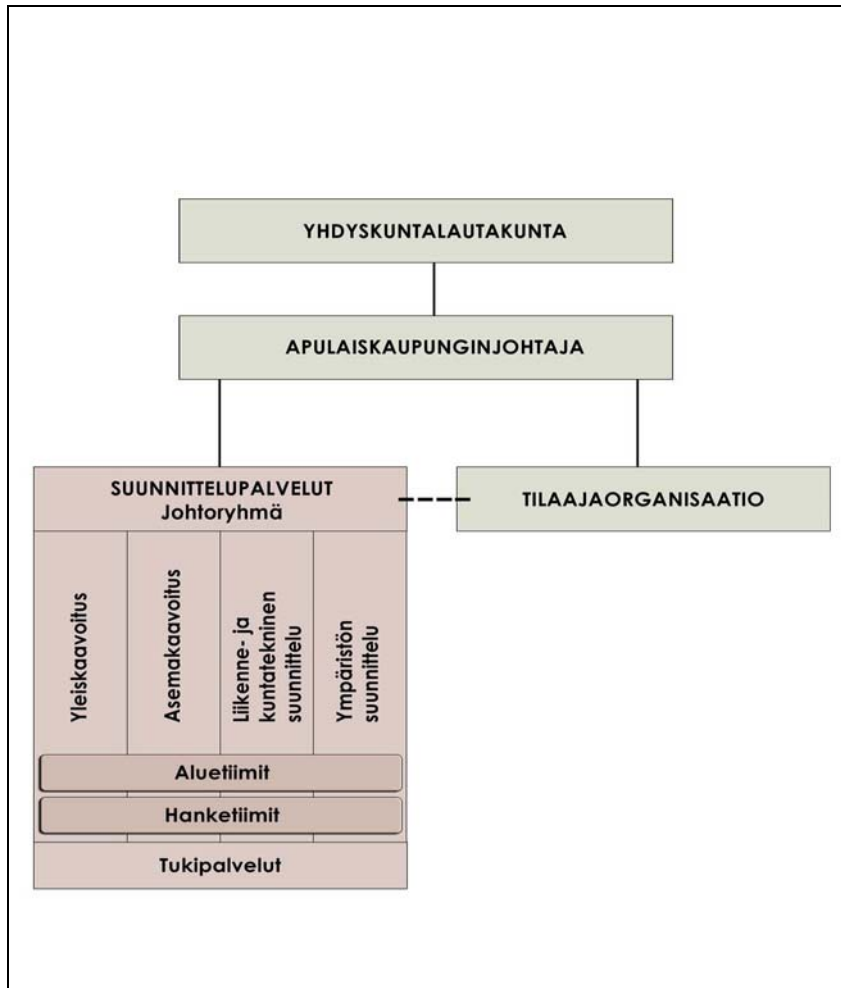 YHDYSKUNTALAUTAKUNTA
APULAISKAUPUNGINJOHTAJA
SUUNNITTELUPALVELUT
Johtoryhmä
TILAAJAORGANISAATIO
Yleiskaavoitus
Asemakaavoitus
Liikenne- ja
kuntatekninen
suunnittelu
Ympäristön
suunnittelu
Aluetiimit
Hanketiimit
Tukipalvelut